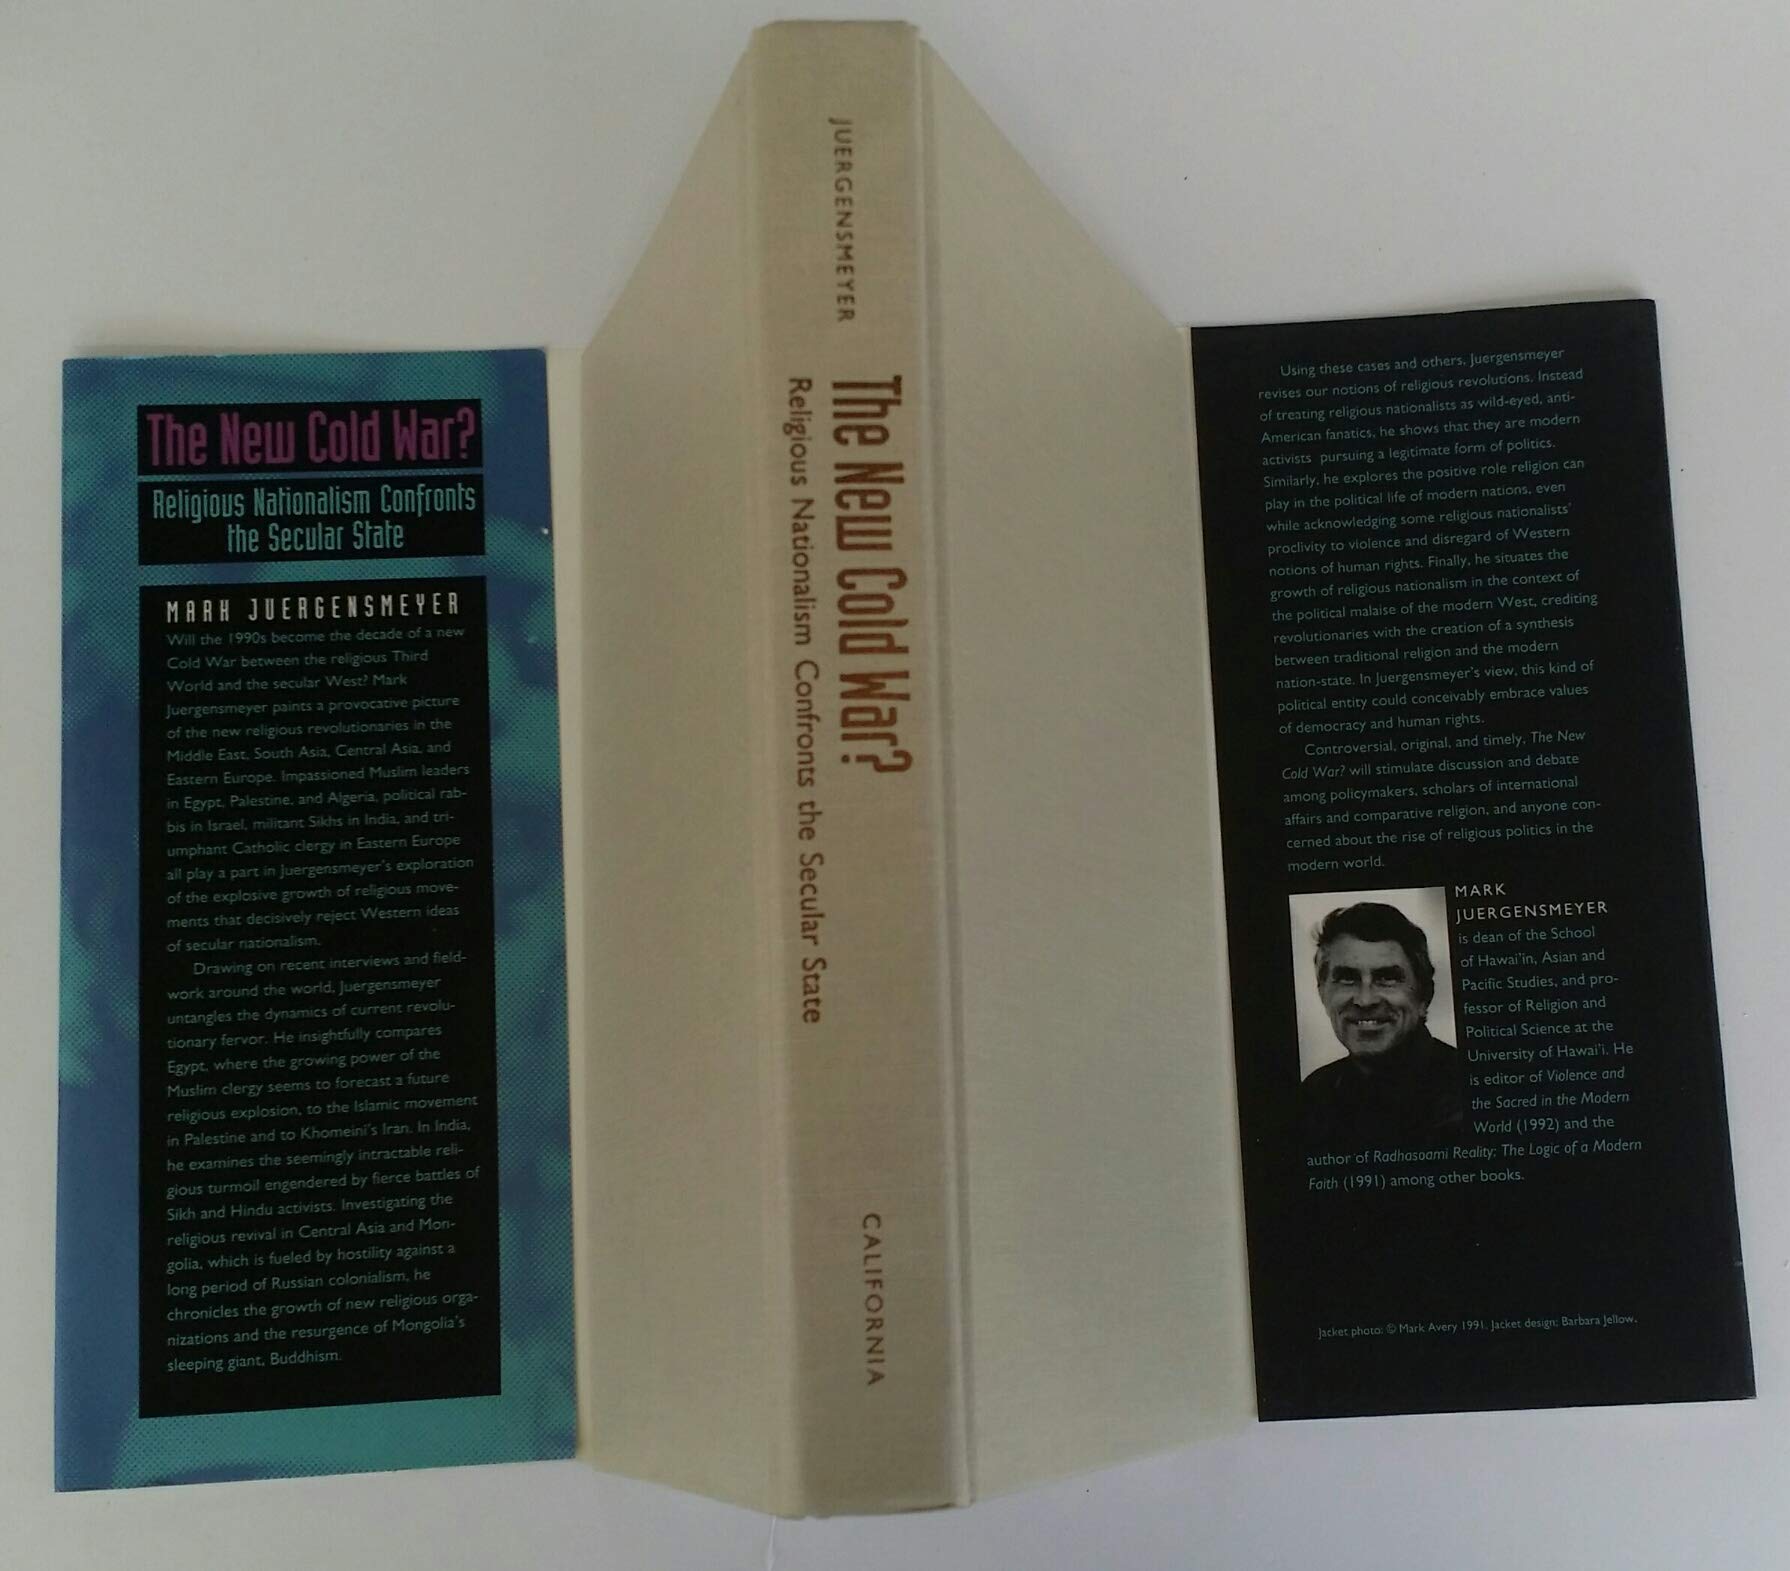 The New Cold War?
Religious Nationalism Confronts
the Secular State
MARK JUERGENSMEYER
Will the 1990s become the decade of a new
Cold War between the religious Third
World and the secular West? Mark
Juergensmeyer paints a provocative picture
of the new religious revolutionaries in the
Middle East, South Asia, Central Asia, and
Eastern Europe. Impassioned Muslim leaders
in Egypt, Palestine, and Algeria, political rab-
bis in Israel, militant Sikhs in India, and tri-
umphant Catholic clergy in Eastern Europe
all play a part in Juergensmeyer's exploration
of the explosive growth of religious move-
ments that decisively reject Western ideas
of secular nationalism.
Drawing on recent interviews and field-
work around the world, Juergensmeyer
untangles the dynamics of current revolu-
tionary fervor. He insightfully compares
Egypt, where the growing power of the
Muslim clergy seems to forecast a future
religious explosion, to the Islamic movement
in Palestine and to Khomeini's Iran. In India,
he examines the seemingly intractable reli-
gious turmoil engendered by fierce battles of
Sikh and Hindu activists. Investigating the
religious revival in Central Asia and Mon-
golia, which is fueled by hostility against a
long period of Russian colonialism, he
chronicles the growth of new religious orga-
nizations and the resurgence of Mongolia's
sleeping giant, Buddhism.
JUERGENSMEYER
The New Cold War?
Religious Nationalism Confronts the Secular State
CALIFORNIA
Using these cases and others, Juergensmeyer
revises our notions of religious revolutions. Instead
of treating religious nationalists as wild-eyed, anti-
American fanatics, he shows that they are modern
activists pursuing a legitimate form of politics.
Similarly, he explores the positive role religion can
play in the political life of modern nations, even
while acknowledging some religious nationalists'
proclivity to violence and disregard of Western
notions of human rights. Finally, he situates the
growth of religious nationalism in the context of
the political malaise of the modern West, crediting
revolutionaries with the creation of a synthesis
between traditional religion and the modern
nation-state. In Juergensmeyer's view, this kind of
political entity could conceivably embrace values
of democracy and human rights.
Controversial, original, and timely, The New
Cold War? will stimulate discussion and debate
among policymakers, scholars of international
affairs and comparative religion, and anyone con-
cerned about the rise of religious politics in the
modern world.
MARK
JUERGENSMEYER
is dean of the School
of Hawai'in, Asian and
Pacific Studies, and pro-
fessor of Religion and
Political Science at the
University of Hawai'i. He
is editor of Violence and
the Sacred in the Modern
World (1992) and the
author of Radhasoami Reality: The Logic of a Modern
Faith (1991) among other books.
Jacket photo: © Mark Avery 1991. Jacket design: Barbara Jellow.